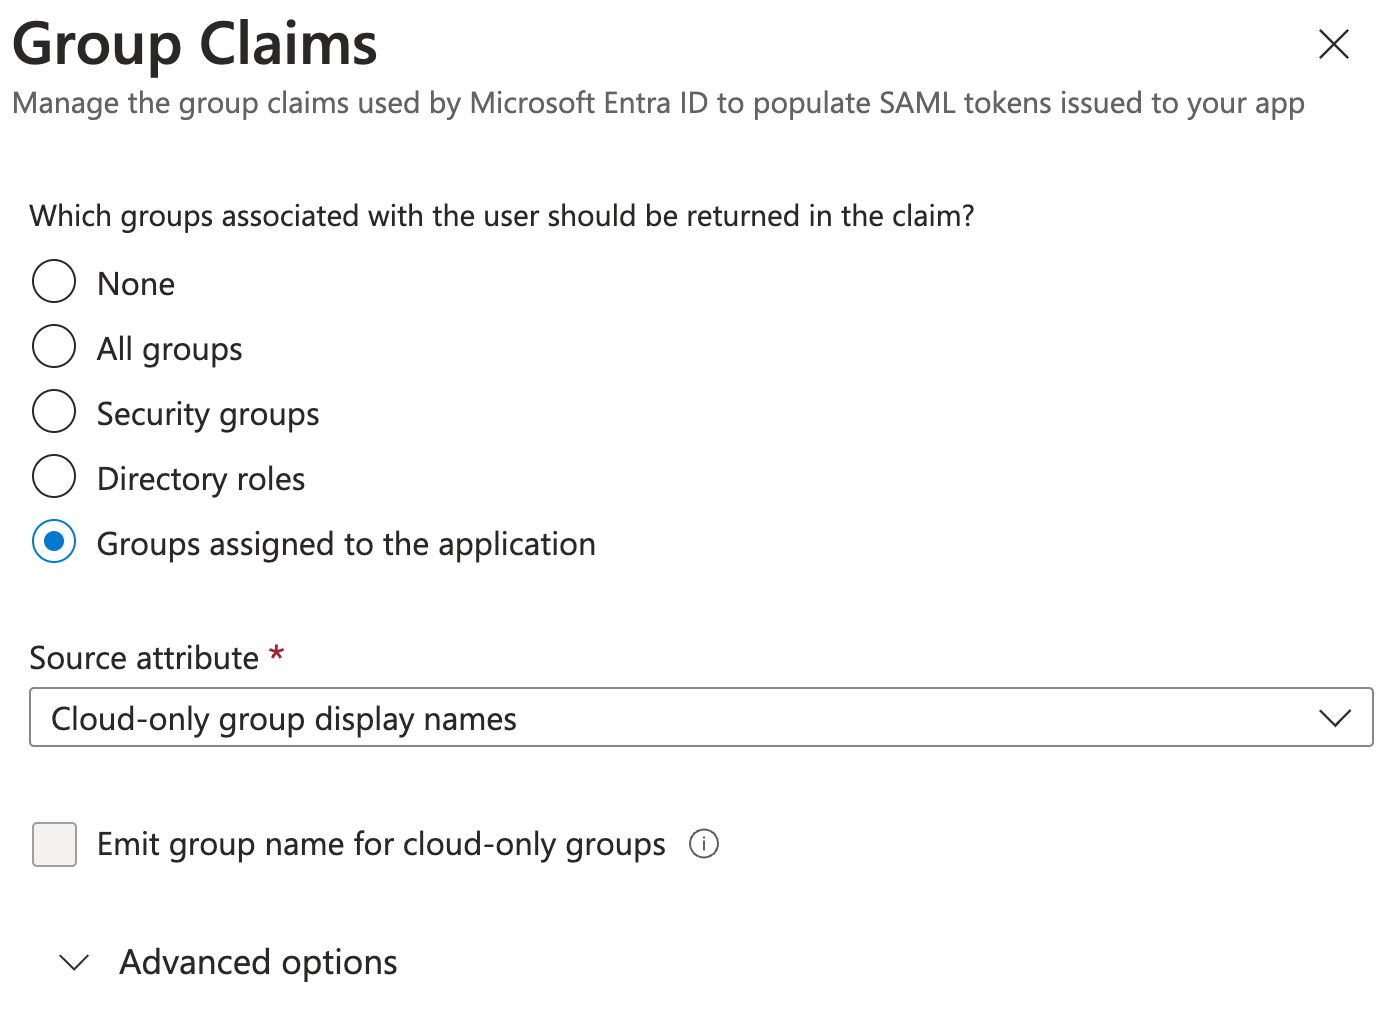 Group Claims
Manage the group claims used by Microsoft Entra ID to populate SAML tokens issued to your app
Which groups associated with the user should be returned in the claim?
None
All groups
Security groups
Directory roles
Groups assigned to the application
Source attribute *
Cloud-only group display names
Emit group name for cloud-only groups
Advanced options